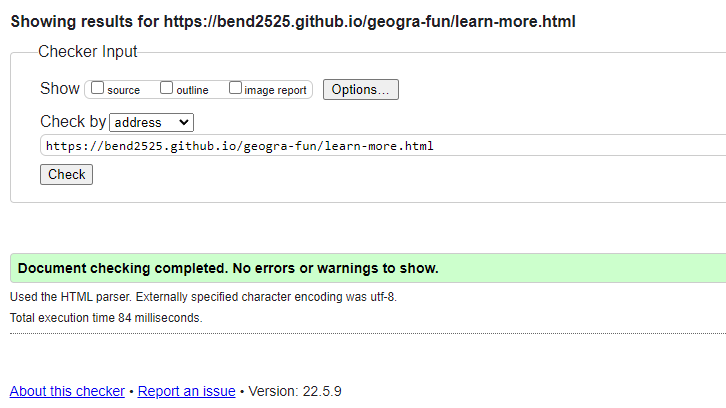 Showing results for https://bend2525.github.io/geogra-fun/learn-more.html
Checker Input
Show source outline image report Options...
Check by address
https://bend2525.github.io/geogra-fun/learn-more.html
Check
Document checking completed. No errors or warnings to show.
Used the HTML parser. Externally specified character encoding was utf-8.
Total execution time 84 milliseconds.
About this checker • Report an issue • Version: 22.5.9